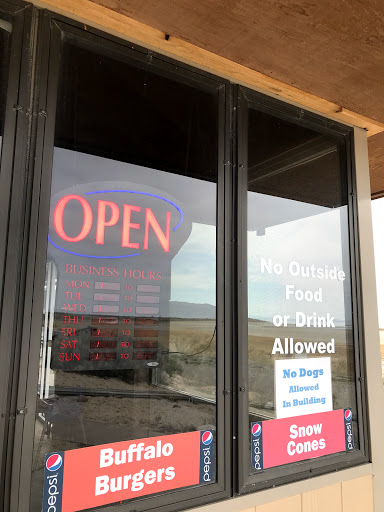 OPEN
BUSINESS HOURS
MON
TUE
WED
THU
FRI
SAT
SUN
No Outside
Food
or Drink
Allowed
No Dogs
Allowed
In Building
pepsi
Buffalo
Burgers
pepsi
pepsi
Snow
Cones
pepsi